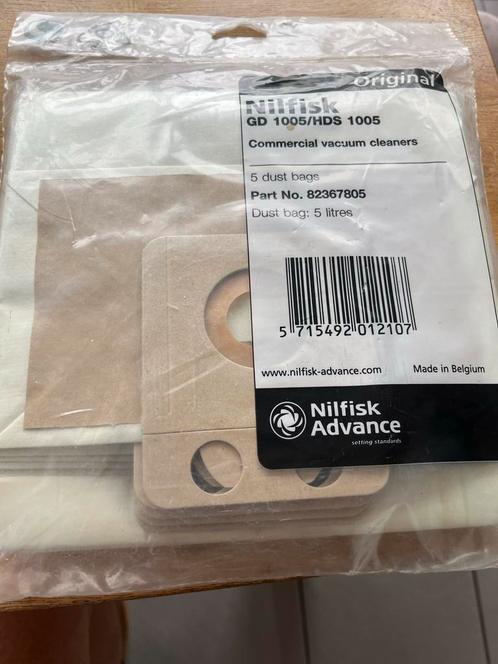 Original
Nilfisk
GD 1005/HDS 1005
Commercial vacuum cleaners
5 dust bags
Part No. 82367805
Dust bag: 5 litres
5 715492 012107
www.nilfisk-advance.com
Made in Belgium
Nilfisk
Advance
setting standards